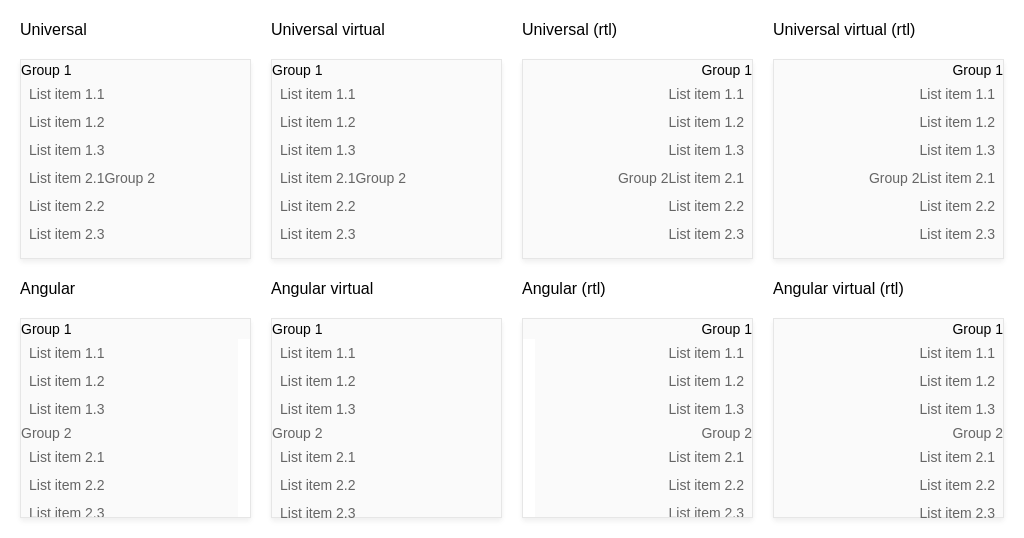 Universal
Group 1
List item 1.1
List item 1.2
List item 1.3
List item 2.1Group 2
List item 2.2
List item 2.3
Universal virtual
Group 1
List item 1.1
List item 1.2
List item 1.3
List item 2.1Group 2
List item 2.2
List item 2.3
Universal (rtl)
Group 1
List item 1.1
List item 1.2
List item 1.3
Group 2List item 2.1
List item 2.2
List item 2.3
Universal virtual (rtl)
Group 1
List item 1.1
List item 1.2
List item 1.3
Group 2List item 2.1
List item 2.2
List item 2.3
Angular
Group 1
List item 1.1
List item 1.2
List item 1.3
Group 2
List item 2.1
List item 2.2
List item 2.3
Angular virtual
Group 1
List item 1.1
List item 1.2
List item 1.3
Group 2
List item 2.1
List item 2.2
List item 2.3
Angular (rtl)
Group 1
List item 1.1
List item 1.2
List item 1.3
Group 2
List item 2.1
List item 2.2
List item 2.3
Angular virtual (rtl)
Group 1
List item 1.1
List item 1.2
List item 1.3
Group 2
List item 2.1
List item 2.2
List item 2.3